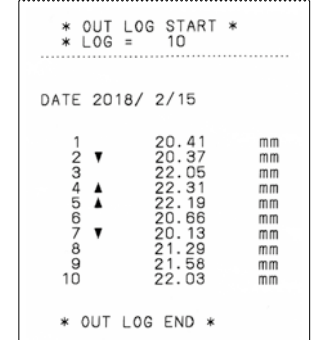 * OUT LOG START *
* LOG = 10
DATE 2018/ 2/15
1 20.41 mm
2 ▼ 20.37 mm
3 22.05 mm
4 ▲ 22.31 mm
5 ▲ 22.19 mm
6 20.66 mm
7 ▼ 20.13 mm
8 21.29 mm
9 21.58 mm
10 22.03 mm
* OUT LOG END *